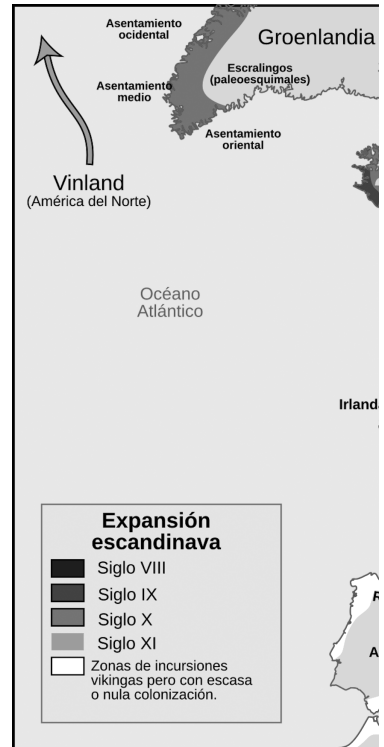 Asentamiento
occidental
Groenlandia
Escralingos
(paleoesquimales)
Asentamiento
medio
Asentamiento
oriental
Vinland
(América del Norte)
Océano
Atlántico
Irland
R
A
Expansión
escandinava
Siglo VIII
Siglo IX
Siglo X
Siglo XI
Zonas de incursiones
vikingas pero con escasa
o nula colonización.